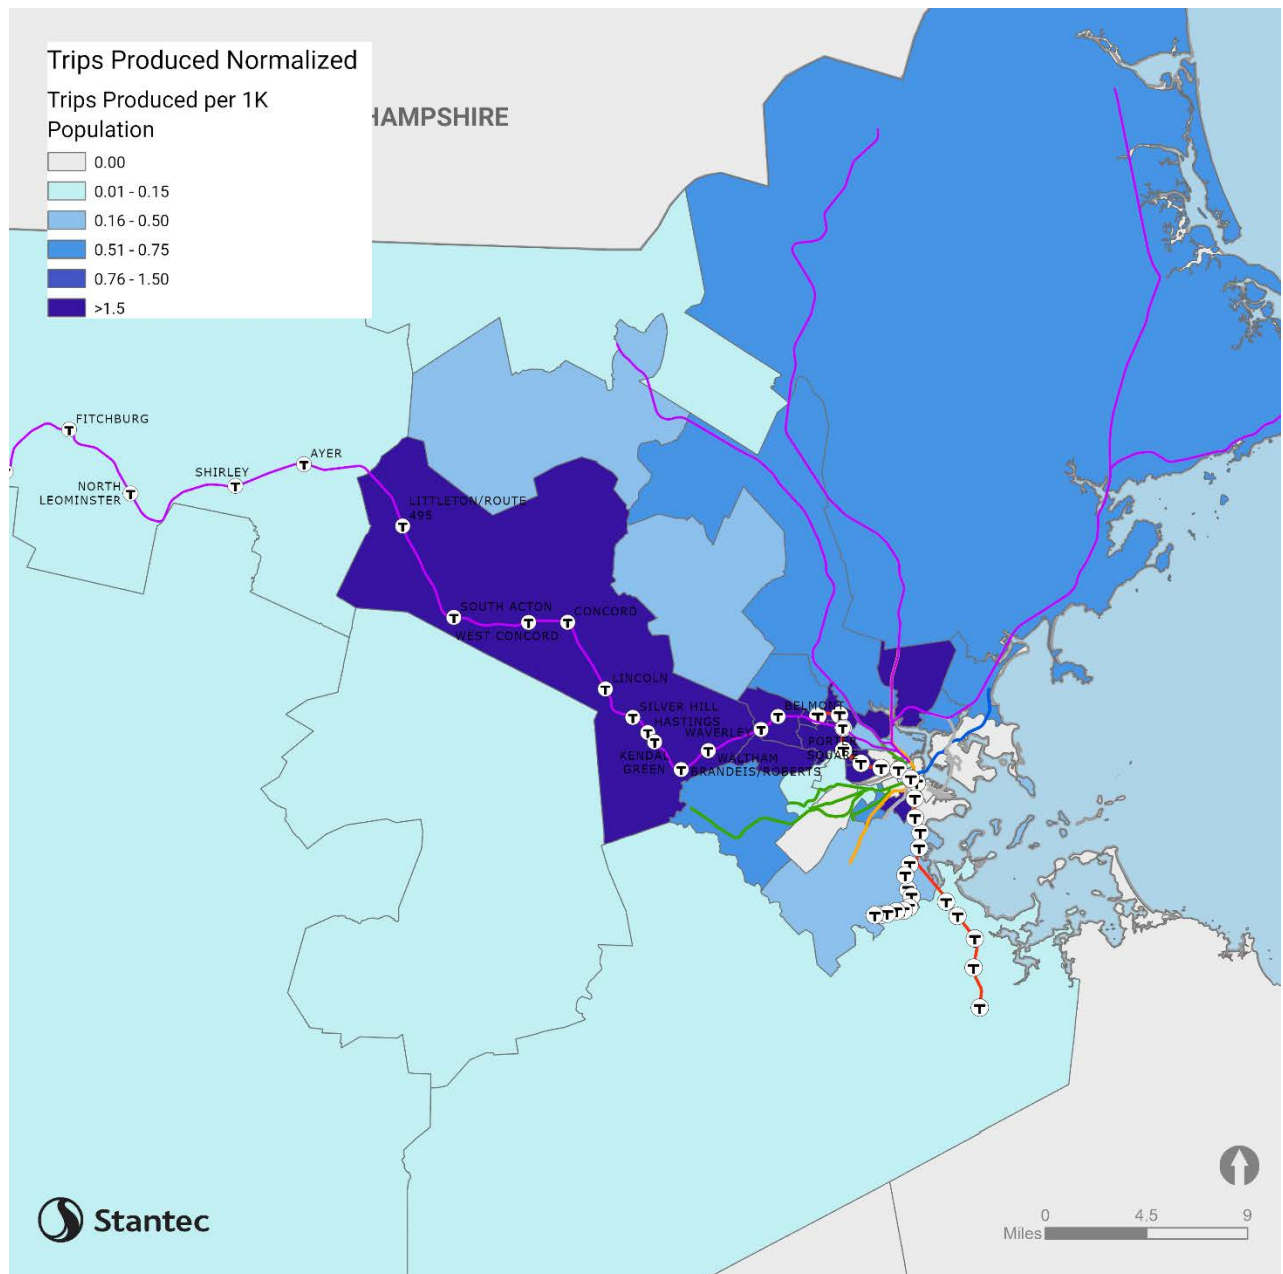 Trips Produced Normalized
Trips Produced per 1K
Population
0.00
0.01 - 0.15
0.16 - 0.50
0.51 - 0.75
0.76 - 1.50
>1.5
HAMPSHIRE
FITCHBURG
NORTH
LEOMINSTER
SHIRLEY
AYER
LITTLETON/ROUTE
495
SOUTH ACTON
WEST CONCORD
CONCORD
LINCOLN
SILVER HILL
HASTINGS
KENDAL
GREEN
WAVERLEY
BELMONT
WALTHAM
BRANDEIS/ROBERTS
PORTER
SQUARE
Stantec
0 4.5 9
Miles